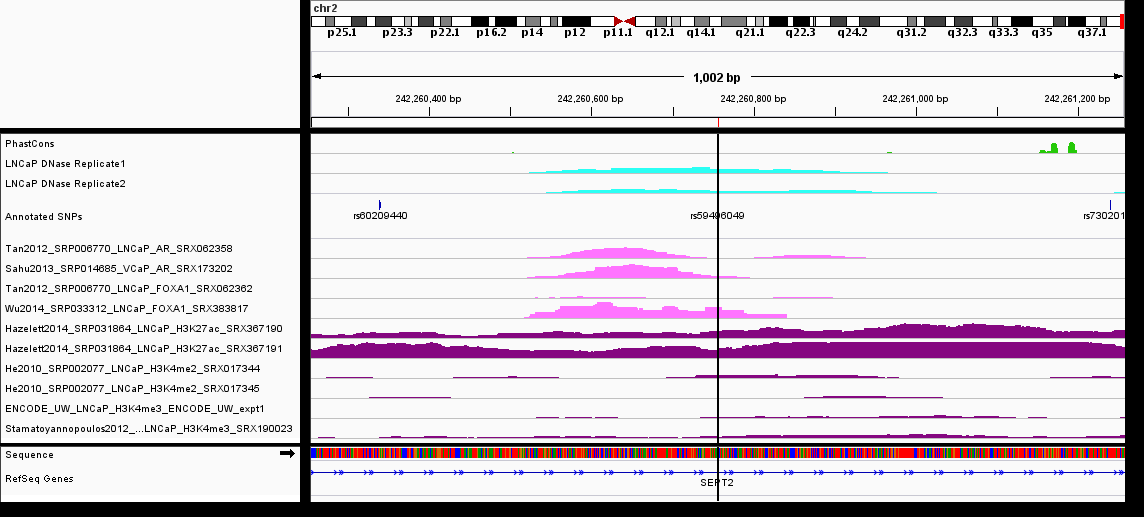 chr2
p25.1 p23.3 p22.1 p16.2 p14 p12 p11.1 q12.1 q14.1 q21.1 q22.3 q24.2 q31.2 q32.3 q33.3 q35 q37.1
1,002 bp
242,260,400 bp 242,260,600 bp 242,260,800 bp 242,261,000 bp 242,261,200 bp
PhastCons
LNCaP DNase Replicate1
LNCaP DNase Replicate2
Annotated SNPs
rs60209440 rs59496049 rs730201
Tan2012_SRP006770_LNCaP_AR_SRX062358
Sahu2013_SRP014685_VCaP_AR_SRX173202
Tan2012_SRP006770_LNCaP_FOXA1_SRX062362
Wu2014_SRP033312_LNCaP_FOXA1_SRX383817
Hazelett2014_SRP031864_LNCaP_H3K27ac_SRX367190
Hazelett2014_SRP031864_LNCaP_H3K27ac_SRX367191
He2010_SRP002077_LNCaP_H3K4me2_SRX017344
He2010_SRP002077_LNCaP_H3K4me2_SRX017345
ENCODE_UW_LNCaP_H3K4me3_ENCODE_UW_expt1
Stamatoyannopoulos2012_...LNCaP_H3K4me3_SRX190023
Sequence
RefSeq Genes
SEPT2